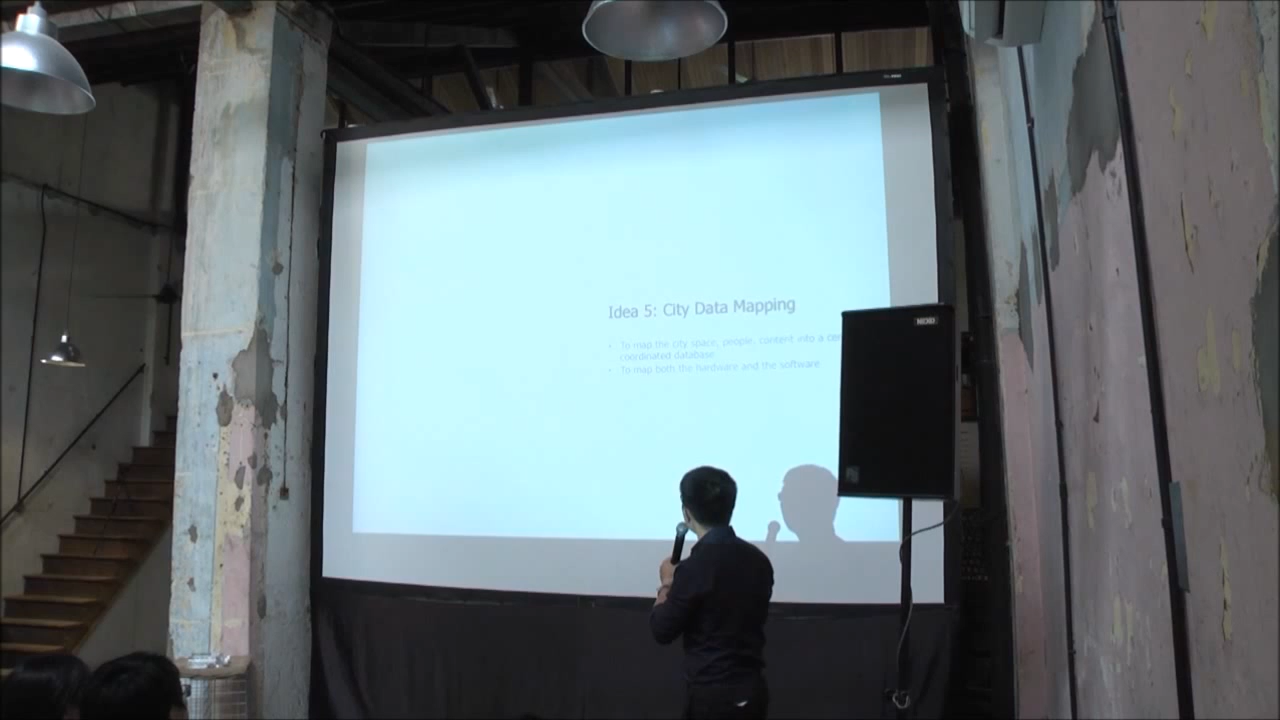 Idea 5: City Data Mapping
• To map the city space, people, content into a
coordinated database
• To map both the hardware and the software
NEXO